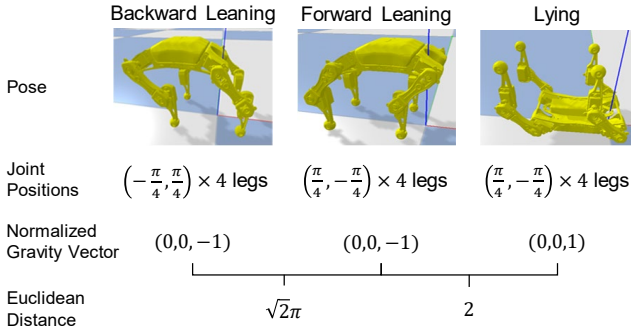 Backward Leaning Forward Leaning Lying
Pose
Joint Positions (−π/4, π/4) × 4 legs (π/4, −π/4) × 4 legs (π/4, −π/4) × 4 legs
Normalized Gravity Vector (0,0,−1) (0,0,−1) (0,0,1)
Euclidean Distance √2π 2